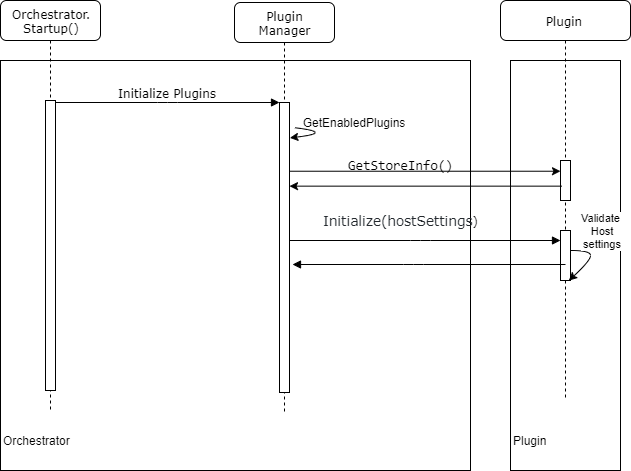 Orchestrator.
Startup()
Plugin
Manager
Plugin
Initialize Plugins
GetEnabledPlugins
GetStoreInfo()
Initialize(hostSettings)
Validate
Host
settings
Orchestrator
Plugin